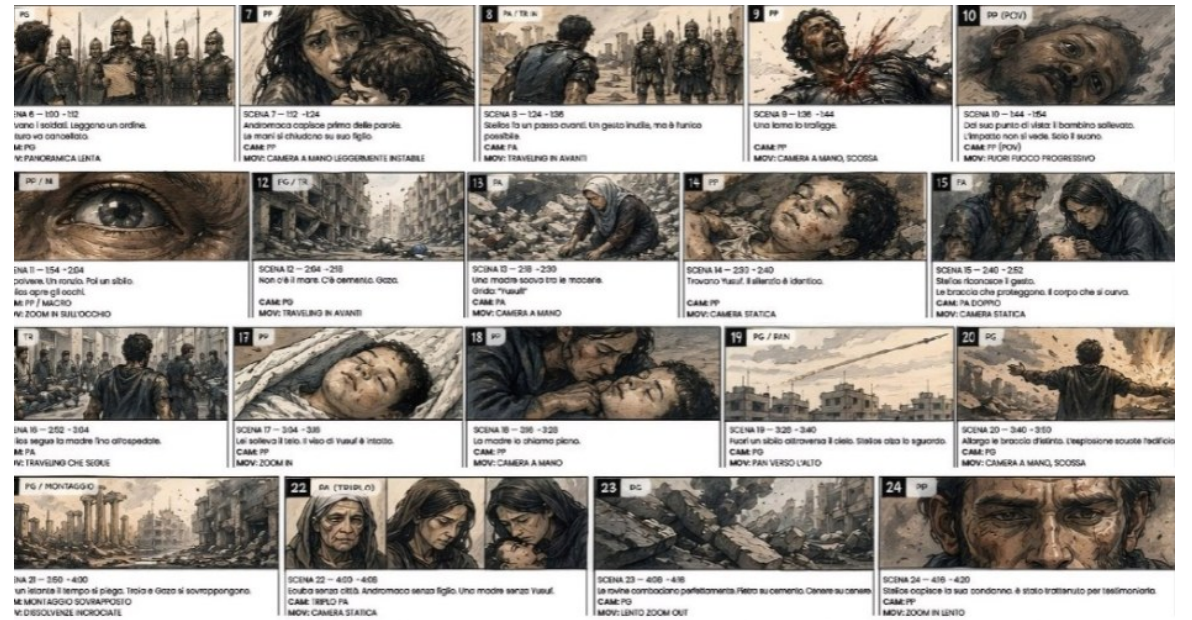 PG
7 PP
8 PA / TR IN
9 PP
10 PP (POV)
ENA 6 – 1:00 -1:12
vano i soldati. Leggono un ordine.
tura va cancellata.
CAM: PG
V: PANORAMICA LENTA
SCENA 7 – 1:12 -1:24
Andromaca capisce prima delle parole.
Le mani si chiudono su suo figlio.
CAM: PP
MOV: CAMERA A MANO LEGGERMENTE INSTABILE
SCENA 8 – 1:24 -1:36
Stelios fa un passo avanti. Un gesto inutile, ma è l'unico
possibile.
CAM: PA
MOV: TRAVELING IN AVANTI
SCENA 9 – 1:36 -1:44
Una lama lo trafigge.
CAM: PP
MOV: CAMERA A MANO, SCOSSA
SCENA 10 – 1:44 -1:54
Dal suo punto di vista: il bambino sollevato.
L'impatto non si vede. Solo il suono.
CAM: PP (POV)
MOV: FUORI FUOCO PROGRESSIVO
12 PG / TR
13 PA
14 PP
15 PA
ENA 11 – 1:54 -2:04
polvere. Un ronzio. Poi un sibilo.
lios apre gli occhi.
M: PP / MACRO
V: ZOOM IN SULL'OCCHIO
SCENA 12 – 2:04 -2:18
Non c'è il mare. C'è cemento. Gaza.
CAM: PG
MOV: TRAVELING IN AVANTI
SCENA 13 – 2:18 -2:30
Una madre scava tra le macerie.
Grida: "Yusuf!"
CAM: PA
MOV: CAMERA A MANO
SCENA 14 – 2:30 -2:40
Trovano Yusuf. Il silenzio è identico.
CAM: PP
MOV: CAMERA STATICA
SCENA 15 – 2:40 -2:52
Stelios riconosce il gesto.
Le braccia che proteggono. Il corpo che si curva.
CAM: PA DOPPIO
MOV: CAMERA STATICA
TR
17 PP
18 PP
19 PG / PAN
20 PG
ENA 16 – 2:52 -3:04
lios segue la madre fino all'ospedale.
M: PA
V: TRAVELING CHE SEGUE
SCENA 17 – 3:04 -3:16
Lei solleva il telo. Il viso di Yusuf è intatto.
CAM: PP
MOV: ZOOM IN
SCENA 18 – 3:16 -3:28
La madre lo chiama piano.
CAM: PP
MOV: CAMERA A MANO
SCENA 19 – 3:28 -3:40
Fuori un sibilo attraversa il cielo. Stelios alza lo sguardo.
CAM: PG
MOV: PAN VERSO L'ALTO
SCENA 20 – 3:40 -3:50
Allarga le braccia d'istinto. L'esplosione scuote l'edificio
CAM: PG
MOV: CAMERA A MANO, SCOSSA
PG / MONTAGGIO
22 PA (TRIPLO)
23 PG
24 PP
ENA 21 – 3:50 -4:00
un istante il tempo si piega. Troia e Gaza si sovrappongono.
M: MONTAGGIO SOVRAPPOSTO
V: DISSOLVENZE INCROCIATE
SCENA 22 – 4:00 -4:08
Ecuba senza città. Andromaca senza figlio. Una madre senza Yusuf.
CAM: TRIPLO PA
MOV: CAMERA STATICA
SCENA 23 – 4:08 -4:16
Le rovine combaciano perfettamente. Pietra su cemento. Cenere su cenere.
CAM: PG
MOV: LENTO ZOOM OUT
SCENA 24 – 4:16 -4:20
Stelios capisce la sua condanna. è stato trattenuto per testimoniarla.
CAM: PP
MOV: ZOOM IN LENTO